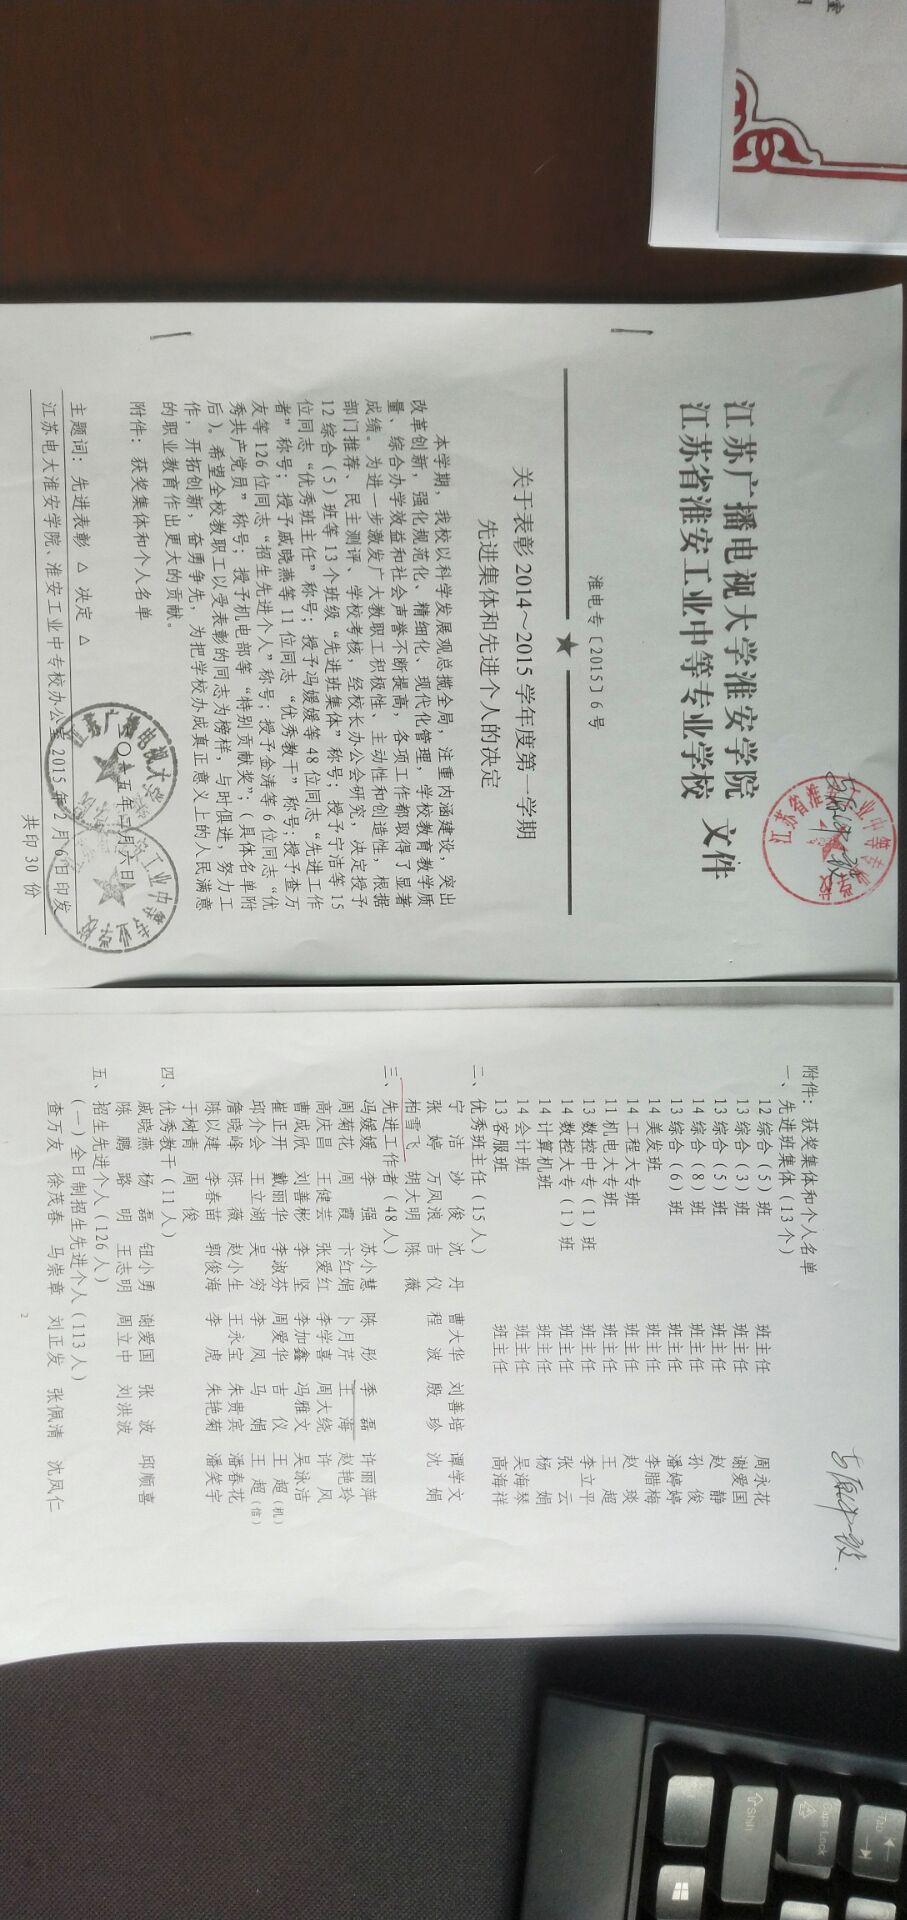 江苏广播电视大学淮安学院
江苏省淮安工业中等专业学校
文件
淮电专〔2015〕6号
关于表彰2014～2015学年度第一学期
先进集体和先进个人的决定
本学期，我校以科学发展观总揽全局，注重内涵建设，突出
改革创新，强化规范化、精细化、现代化管理，学校教育教学质
量、综合办学效益和社会声誉不断提高，各项工作都取得了显著
成绩。为进一步激发广大教职工积极性、主动性和创造性，根据
部门推荐、民主测评、学校考核，经校长办公会研究，决定授予
12综合（5）班等13个班级“先进班集体”称号；授予宁洁等15
位同志“优秀班主任”称号；授予冯媛媛等48位同志“先进工作
者”称号；授予戚晓燕等11位同志“优秀教干”称号；授予查万
友等126位同志“招生先进个人”称号；授予金涛等6位同志“优
秀共产党员”称号；授予机电部等“特别贡献奖”；（具体名单附
后）。希望全校教职工以受表彰的同志为榜样，与时俱进，努力工
作，开拓创新，奋勇争先，为把学校办成真正意义上的人民满意
的职业教育作出更大的贡献。
附件：获奖集体和个人名单
二〇一五年二月六日
主题词：先进表彰 △ 决定 △
江苏电大淮安学院、淮安工业中专校办公室 2015年2月6日印发
共印30份
附件：获奖集体和个人名单
一、先进班集体（13个）
12综合（5）班 班主任 周永花
13综合（3）班 班主任 谢爱国
13综合（5）班 班主任 赵静
14综合（8）班 班主任 孙俊
13综合（6）班 班主任 潘婷婷
14美发班 班主任 李腊梅
14工程大专班 班主任 赵琰
11机电大专班 班主任 王超
13数控中专（1）班 班主任 李立平
14数控大专（1）班 班主任 张云
14计算机班 班主任 杨娟
14会计班 班主任 吴海琴
13客服班 班主任 高海祥
二、优秀班主任（15人）
宁洁 沙俊 沈丹 曹大华 刘善培 谭学文
张婷 万凤浪 吉仪 程波 殷珍 沈娟
柏雪飞 胡大明 陈薇
三、先进工作者（48人）
冯媛媛 李强 苏小慧 陈彤 季磊 许丽萍
周菊花 周霞 卞红娟 卜月芹 王海 赵艳玲
高庆昌 王健芸 张爱红 李学喜 周大绕 许风
曹成欣 刘善彬 李坚 李加鑫 冯雅文 吴泳洁
崔正开 戴丽华 李淑芬 周爱华 吉仪 王超（机）
邱介会 王立湖 吴穷 李凤 马娟 王超（信）
詹晓峰 陈薇 赵小生 王永宝 朱贵宾 潘春花
陈以建 李春苗 郭俊海 李虎 朱艳菊 潘笑宇
于树青 周俊
四、优秀教干（11人）
戚晓燕 杨磊 钮小勇 谢爱国 张波 邱顺喜
陈鹏 路明 王志明 周立中 刘洪波
五、招生先进个人（126人）
（一）全日制招生先进个人（113人）
查万友 徐茂春 马崇章 刘正发 张佩清 沈凤仁
2
Tab
Caps Lock
Shift